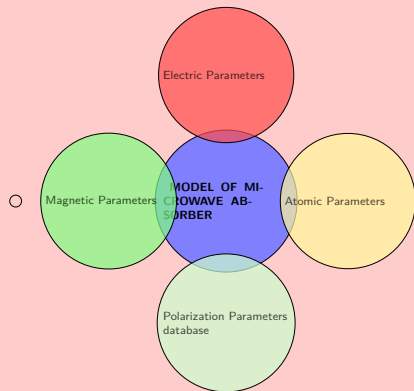 Electric Parameters
Magnetic Parameters
MODEL OF MI-
CROWAVE AB-
SORBER
Atomic Parameters
Polarization Parameters
database